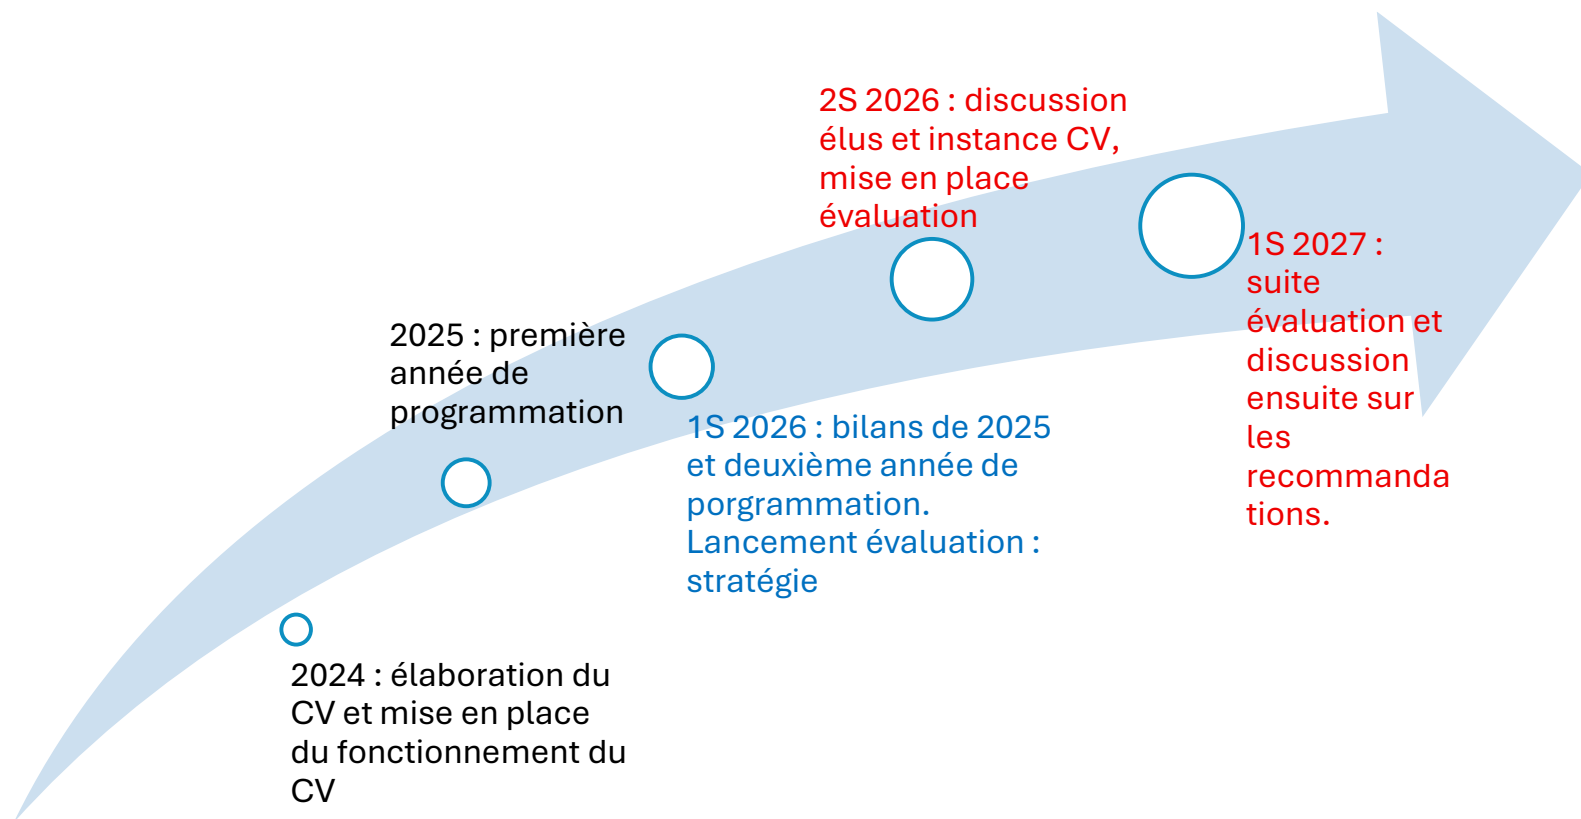 2024 : élaboration du
CV et mise en place
du fonctionnement du
CV
2025 : première
année de
programmation
1S 2026 : bilans de 2025
et deuxième année de
porgrammation.
Lancement évaluation :
stratégie
2S 2026 : discussion
élus et instance CV,
mise en place
évaluation
1S 2027 :
suite
évaluation et
discussion
ensuite sur
les
recommanda
tions.